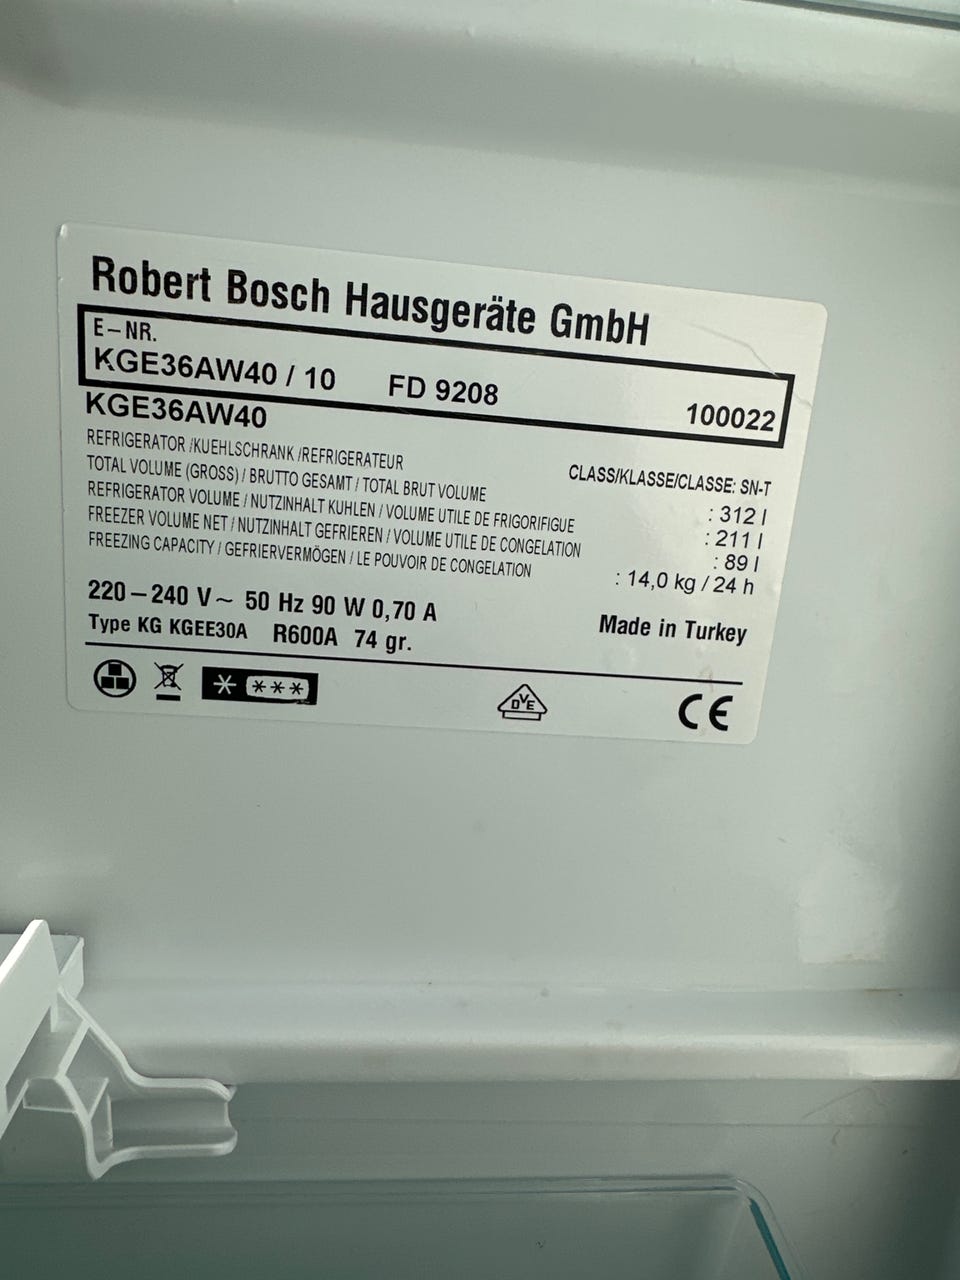 Robert Bosch Hausgeräte GmbH
E-NR.
KGE36AW40 / 10 FD 9208 100022
KGE36AW40
REFRIGERATOR /KUEHLSCHRANK /REFRIGERATEUR CLASS/KLASSE/CLASSE: SN-T
TOTAL VOLUME (GROSS) / BRUTTO GESAMT / TOTAL BRUT VOLUME : 312 l
REFRIGERATOR VOLUME / NUTZINHALT KUHLEN / VOLUME UTILE DE FRIGORIFIGUE : 211 l
FREEZER VOLUME NET / NUTZINHALT GEFRIEREN / VOLUME UTILE DE CONGELATION : 89 l
FREEZING CAPACITY / GEFRIERVERMÖGEN / LE POUVOIR DE CONGELATION : 14,0 kg / 24 h
220-240 V~ 50 Hz 90 W 0,70 A
Made in Turkey
Type KG KGEE30A R600A 74 gr.
DVE
CE